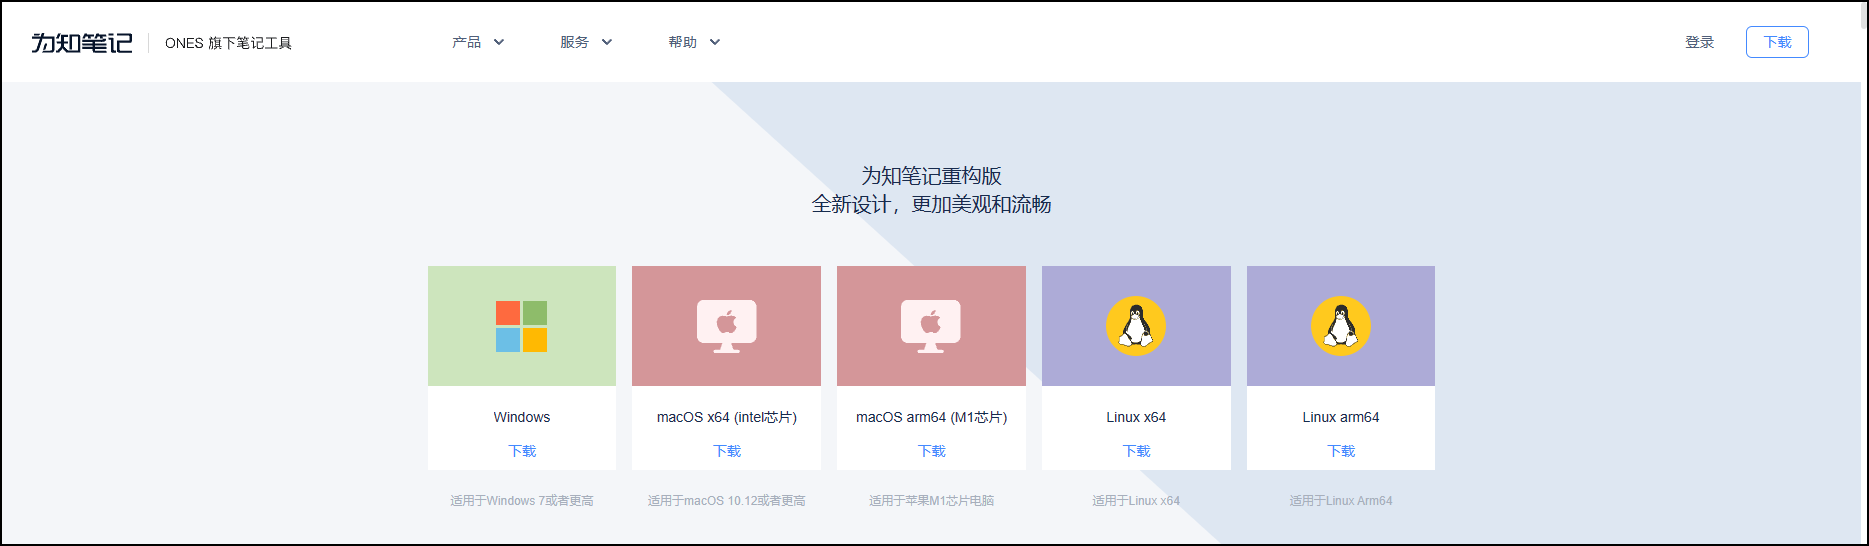 为知笔记 ONES 旗下笔记工具 产品 服务 帮助 登录 下载
为知笔记重构版
全新设计，更加美观和流畅
Windows macOS x64 (intel芯片) macOS arm64 (M1芯片) Linux x64 Linux arm64
下载 下载 下载 下载 下载
适用于Windows 7或者更高 适用于macOS 10.12或者更高 适用于苹果M1芯片电脑 适用于Linux x64 适用于Linux Arm64